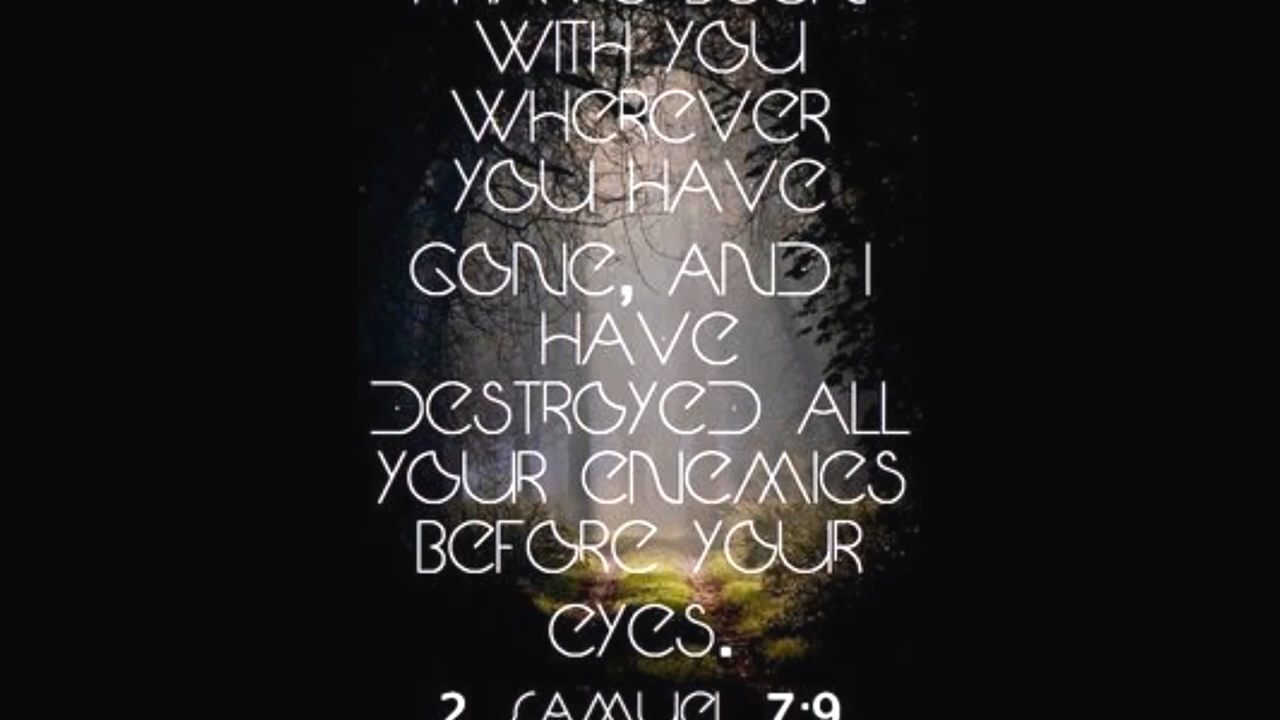 WITH YOU
WHEREVER
YOU HAVE
GONE, AND I
HAVE
DESTROYED ALL
YOUR ENEMIES
BEFORE YOUR
EYES.
2 SAMUEL 7:9